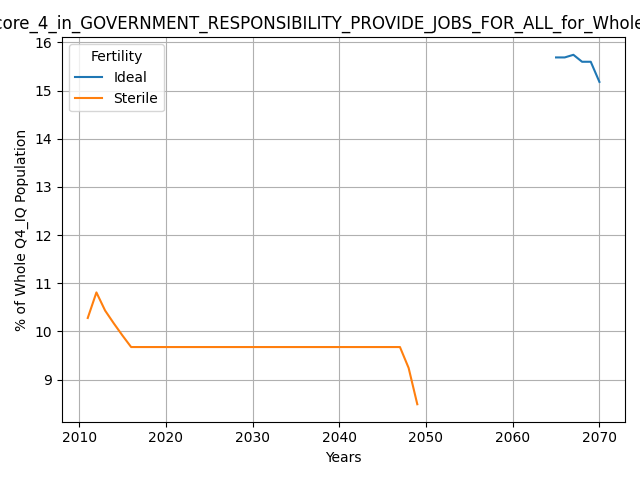 core_4_in_GOVERNMENT_RESPONSIBILITY_PROVIDE_JOBS_FOR_ALL_for_Whole
Fertility
Ideal
Sterile
16
15
14
13
12
11
10
9
% of Whole Q4_IQ Population
2010 2020 2030 2040 2050 2060 2070
Years